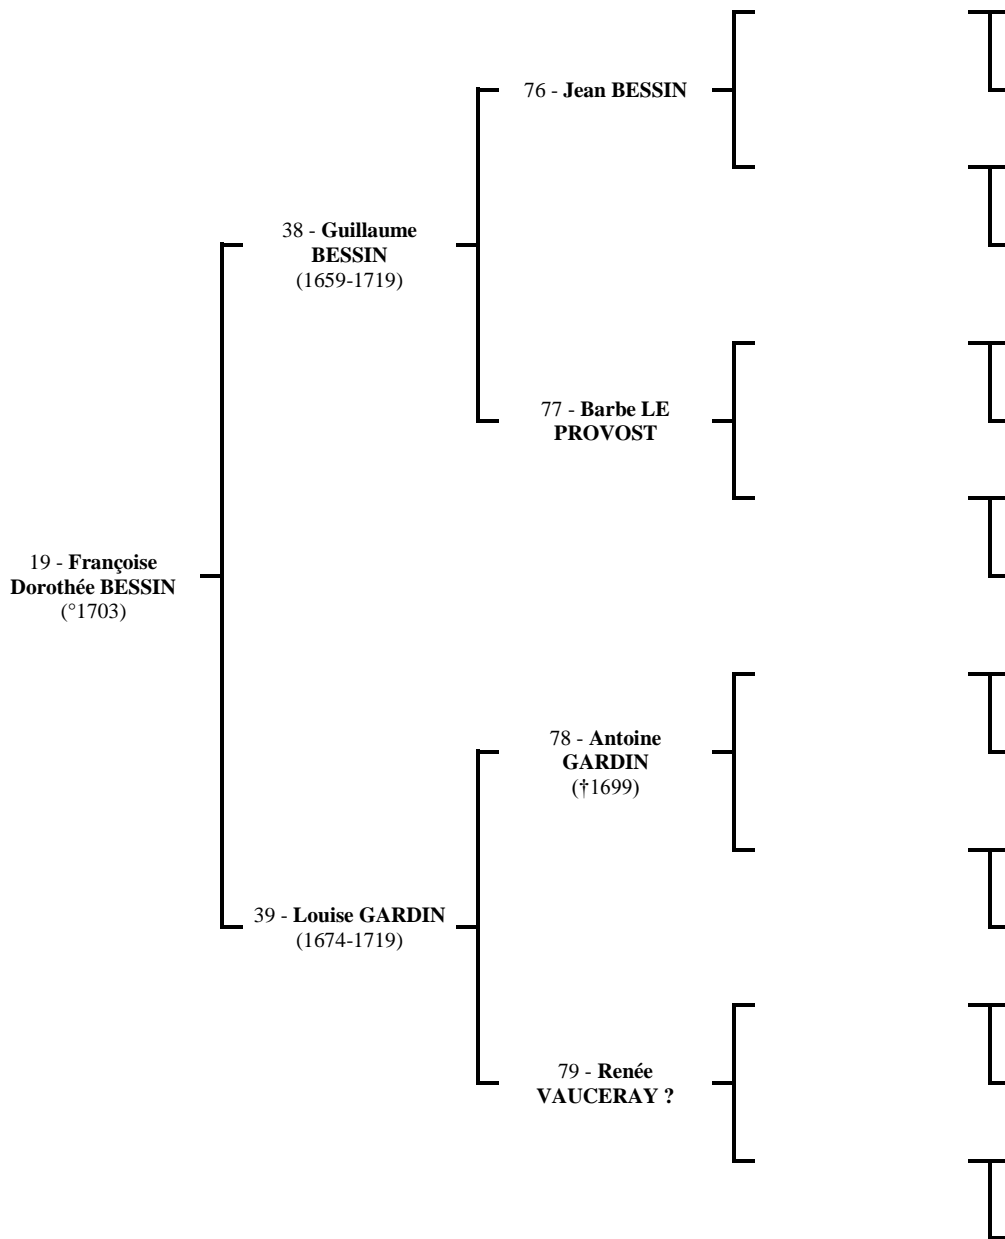 76 - Jean BESSIN
38 - Guillaume
BESSIN
(1659-1719)
77 - Barbe LE
PROVOST
19 - Françoise
Dorothée BESSIN
(°1703)
78 - Antoine
GARDIN
(†1699)
39 - Louise GARDIN
(1674-1719)
79 - Renée
VAUCERAY ?